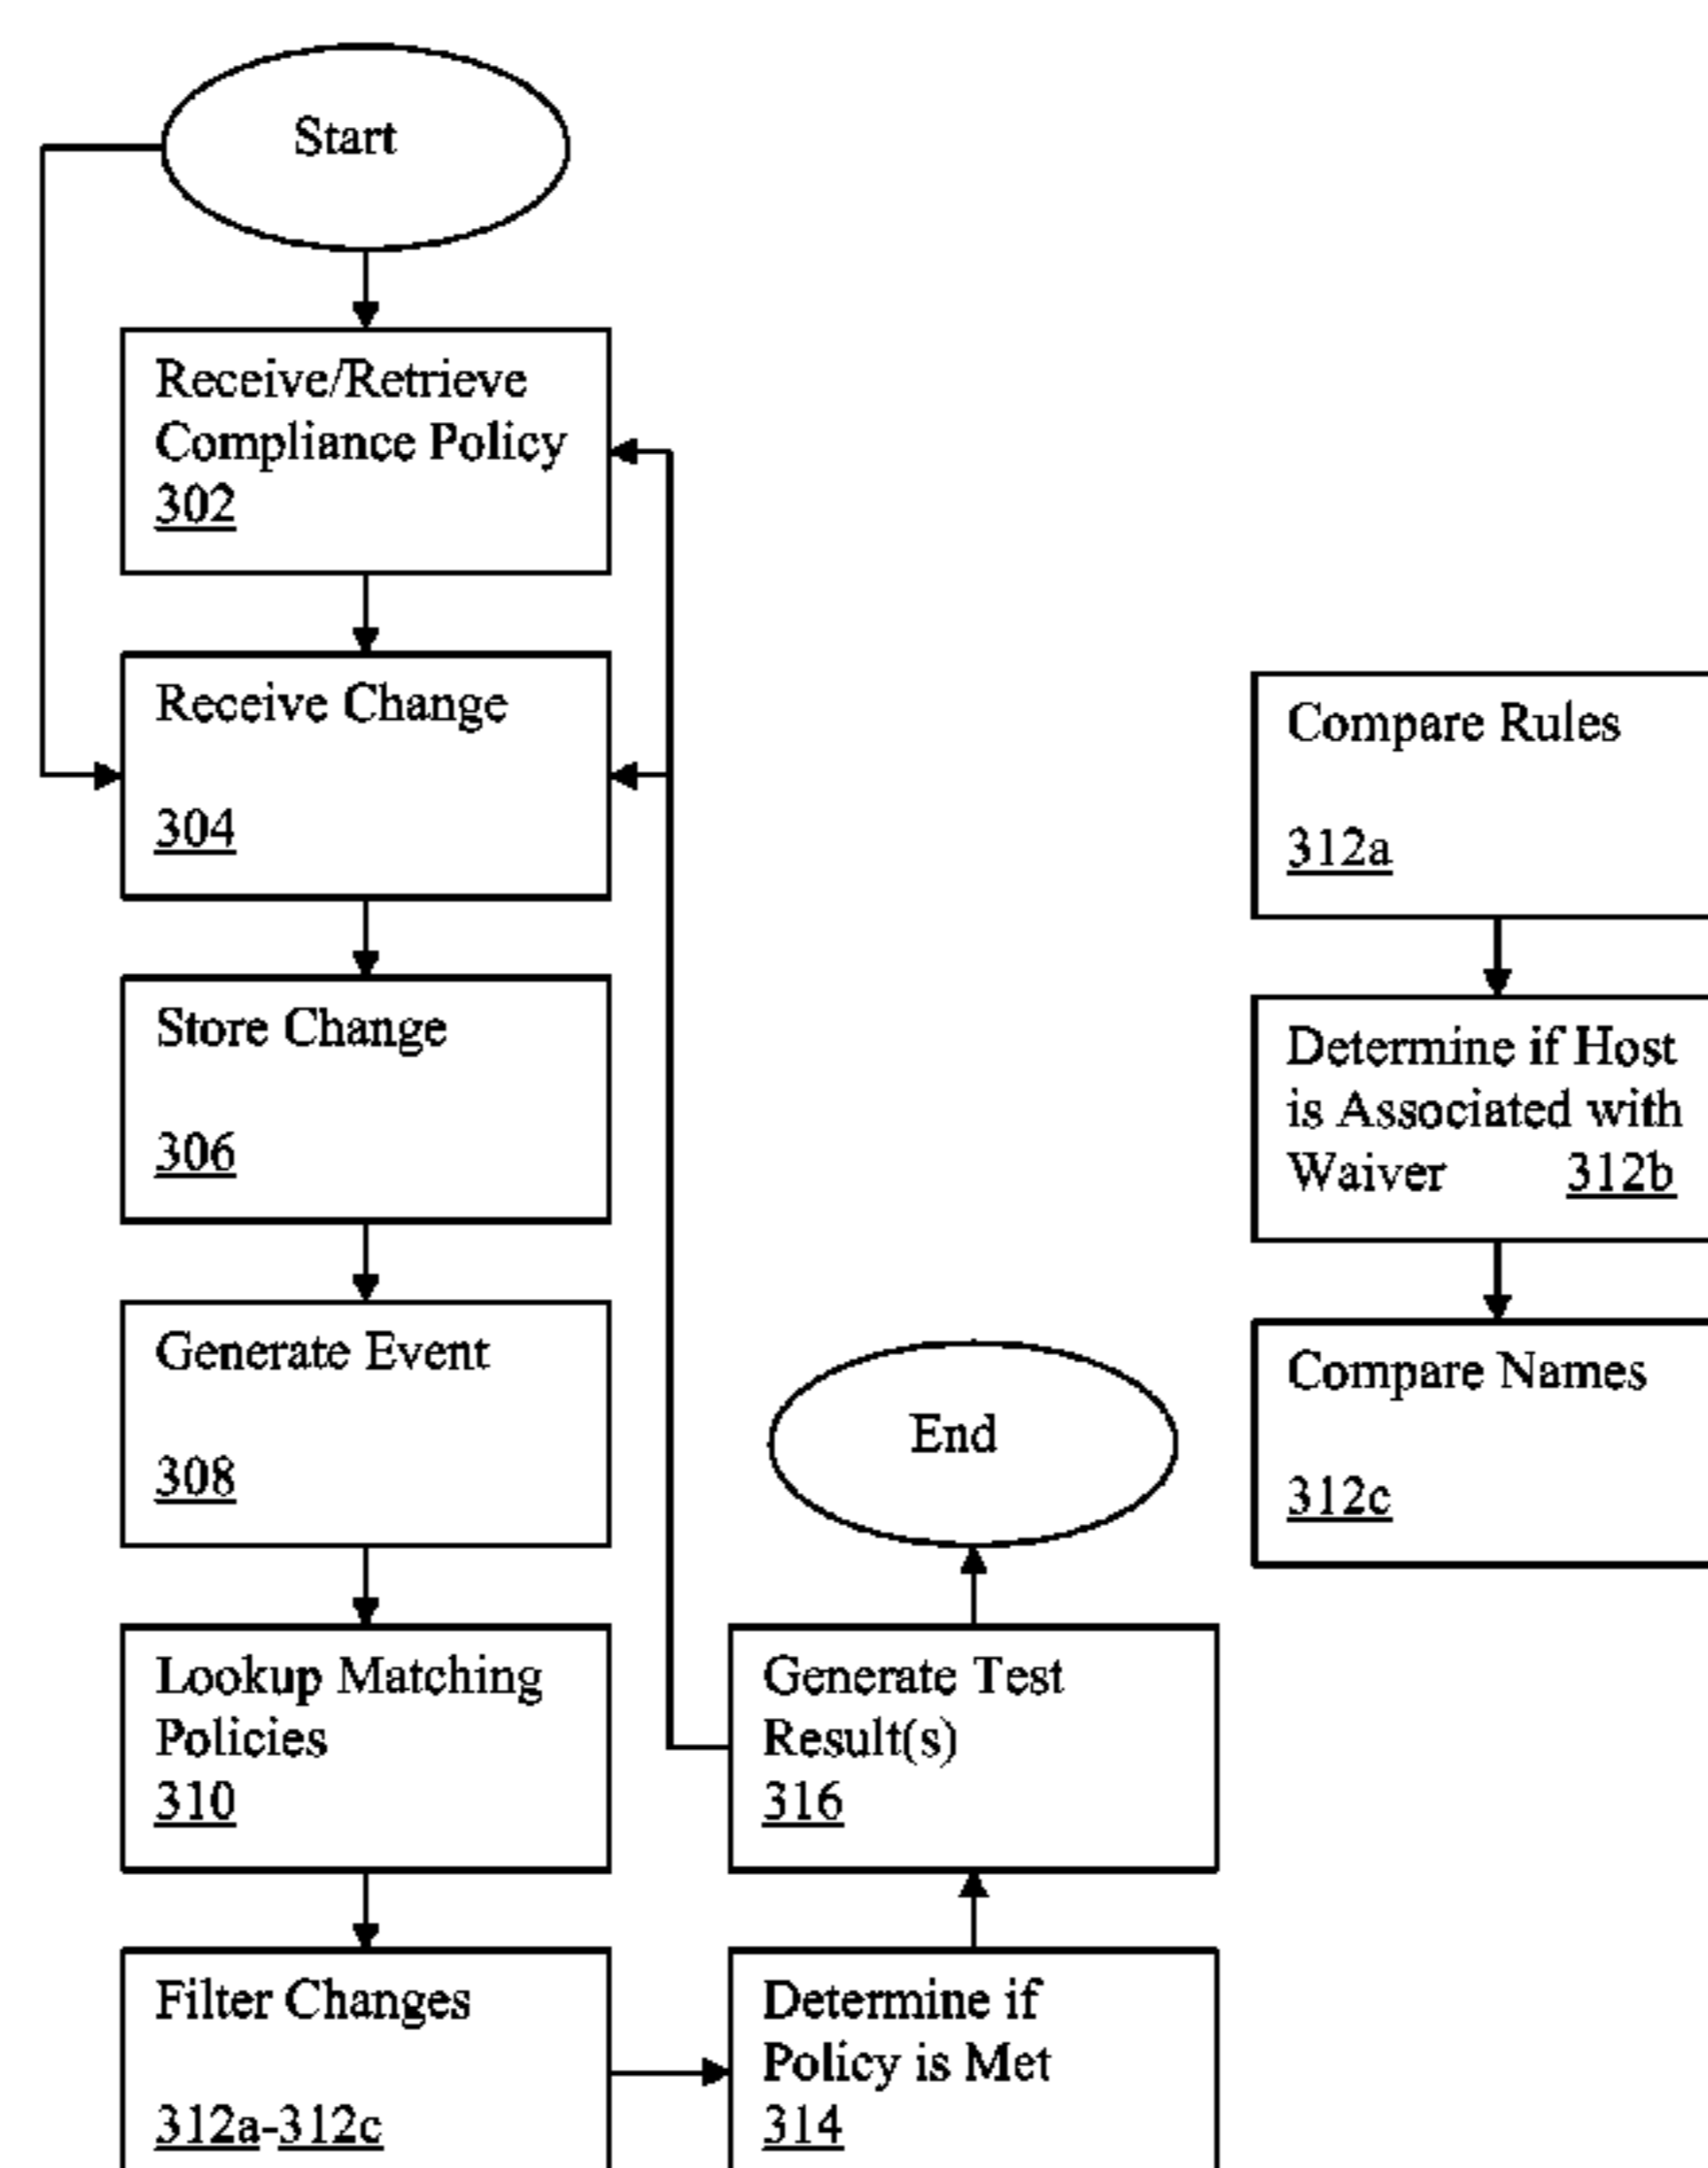 Start
Receive/Retrieve
Compliance Policy
302
Receive Change
304
Store Change
306
Generate Event
308
Lookup Matching
Policies
310
Filter Changes
312a-312c
Determine if
Policy is Met
314
Generate Test
Result(s)
316
End
Compare Rules
312a
Determine if Host
is Associated with
Waiver 312b
Compare Names
312c